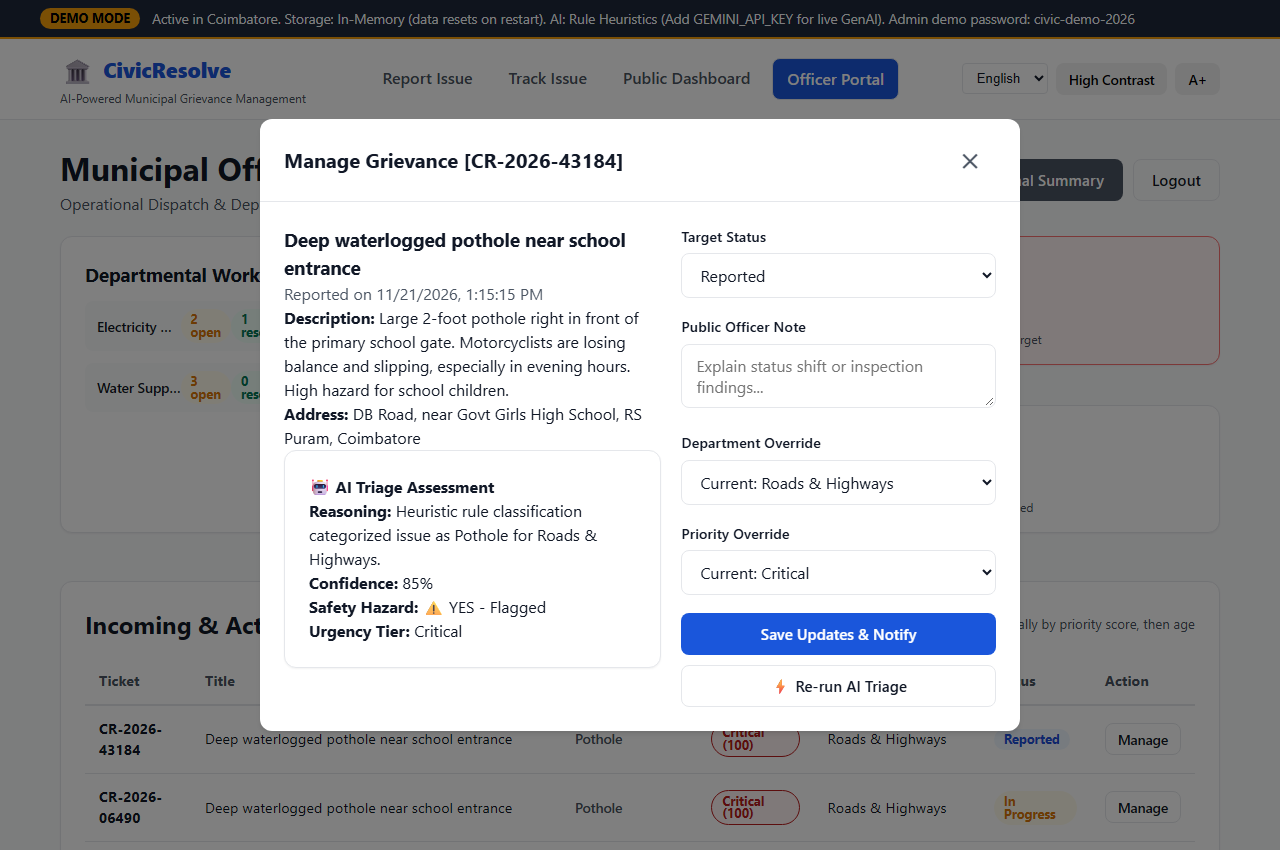 DEMO MODE Active in Coimbatore. Storage: In-Memory (data resets on restart). AI: Rule Heuristics (Add GEMINI_API_KEY for live GenAI). Admin demo password: civic-demo-2026
CivicResolve
AI-Powered Municipal Grievance Management
Report Issue
Track Issue
Public Dashboard
Officer Portal
English
High Contrast
A+
Municipal Off
Operational Dispatch & Dep
al Summary
Logout
Departmental Work
Electricity ...
2 open
1
Water Supp...
3 open
0
Manage Grievance [CR-2026-43184]
Deep waterlogged pothole near school
entrance
Reported on 11/21/2026, 1:15:15 PM
Description: Large 2-foot pothole right in front of
the primary school gate. Motorcyclists are losing
balance and slipping, especially in evening hours.
High hazard for school children.
Address: DB Road, near Govt Girls High School, RS
Puram, Coimbatore
AI Triage Assessment
Reasoning: Heuristic rule classification
categorized issue as Pothole for Roads &
Highways.
Confidence: 85%
Safety Hazard: ⚠️ YES - Flagged
Urgency Tier: Critical
Target Status
Reported
Public Officer Note
Explain status shift or inspection
findings...
Department Override
Current: Roads & Highways
Priority Override
Current: Critical
Save Updates & Notify
Re-run AI Triage
Incoming & Act
ally by priority score, then age
Ticket
Title
Action
CR-2026-
43184
Deep waterlogged pothole near school entrance
Pothole
Critical
(100)
Roads & Highways
Reported
Manage
CR-2026-
06490
Deep waterlogged pothole near school entrance
Pothole
Critical
(100)
Roads & Highways
In
Progress
Manage